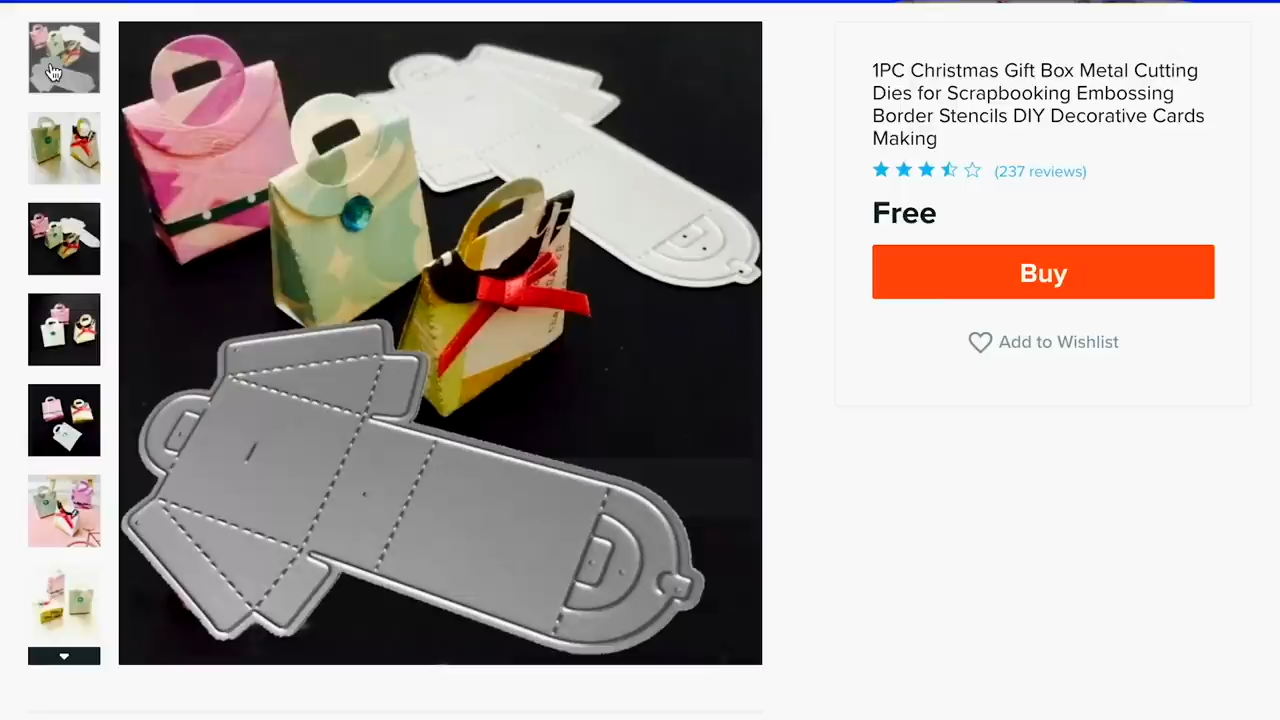 1PC Christmas Gift Box Metal Cutting
Dies for Scrapbooking Embossing
Border Stencils DIY Decorative Cards
Making
(237 reviews)
Free
Buy
Add to Wishlist